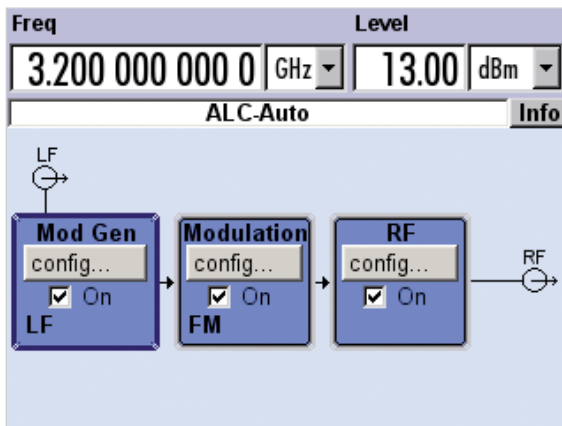 Freq Level
3.200 000 000 0 GHz 13.00 dBm
ALC-Auto Info
LF
Mod Gen Modulation RF
config... config... config... RF
On On On
LF FM